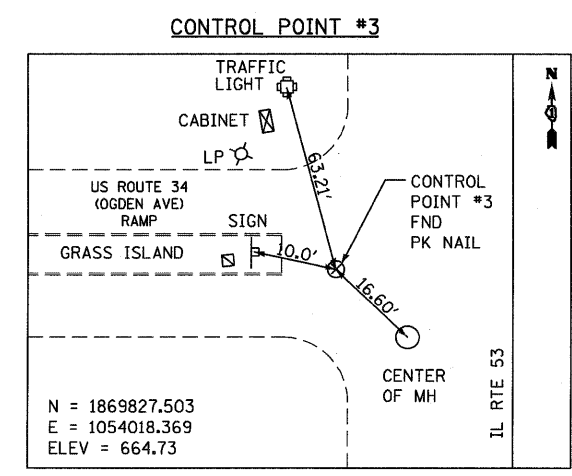 CONTROL POINT #3
TRAFFIC
LIGHT
N
CABINET
LP
63.21'
US ROUTE 34
(OGDEN AVE)
RAMP
CONTROL
POINT #3
FND
PK NAIL
SIGN
GRASS ISLAND
10.0'
16.60'
CENTER
OF MH
IL RTE 53
N = 1869827.503
E = 1054018.369
ELEV = 664.73